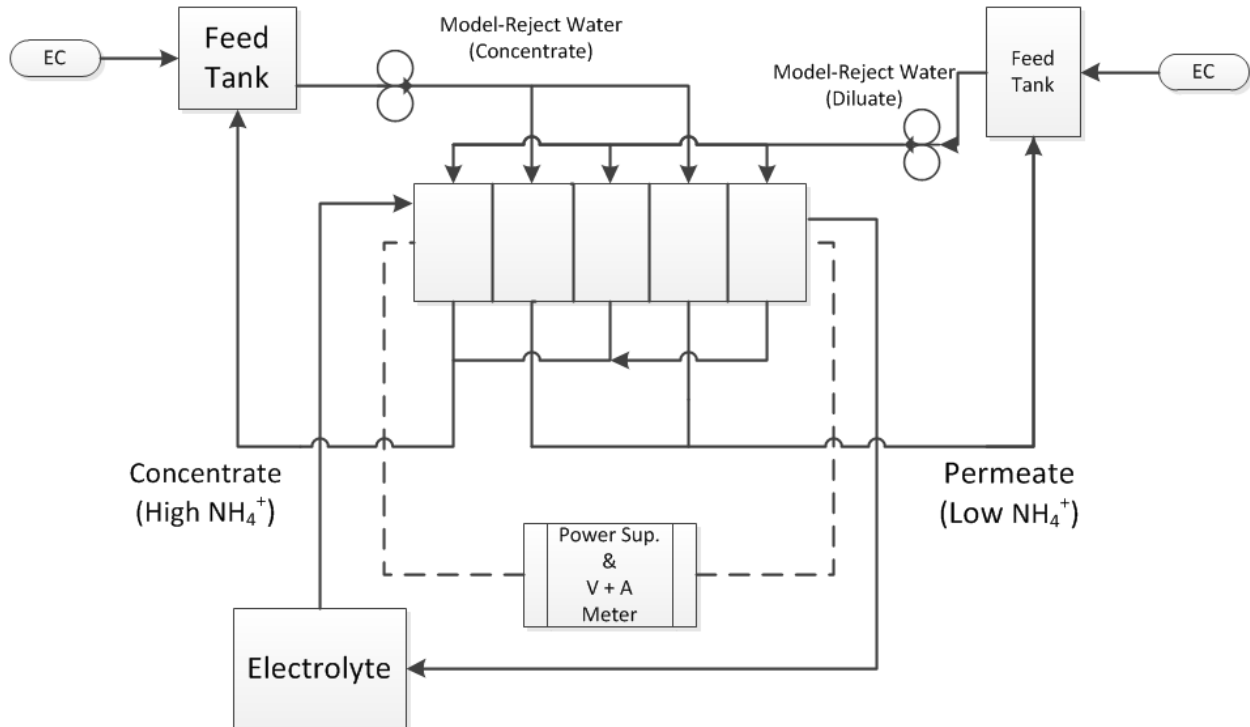 EC
Feed
Tank
Model-Reject Water
(Concentrate)
Model-Reject Water
(Diluate)
Feed
Tank
EC
Concentrate
(High NH₄⁺)
Permeate
(Low NH₄⁺)
Power Sup.
&
V + A
Meter
Electrolyte